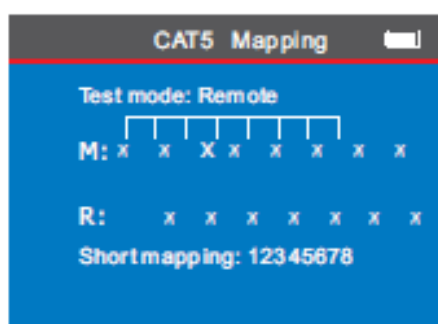 CAT5 Mapping
Test mode: Remote
M: x x X x x x x x
R: x x x x x x x
Short mapping: 12345678